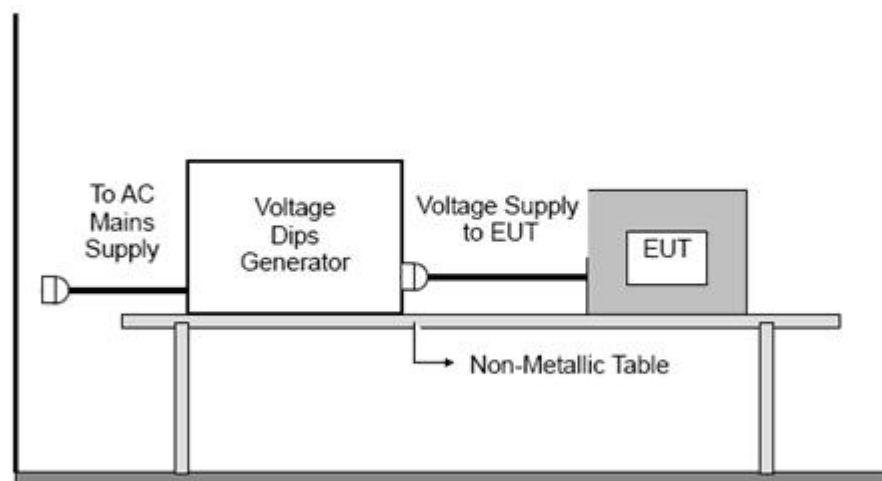 To AC
Mains
Supply
Voltage
Dips
Generator
Voltage Supply
to EUT
EUT
Non-Metallic Table